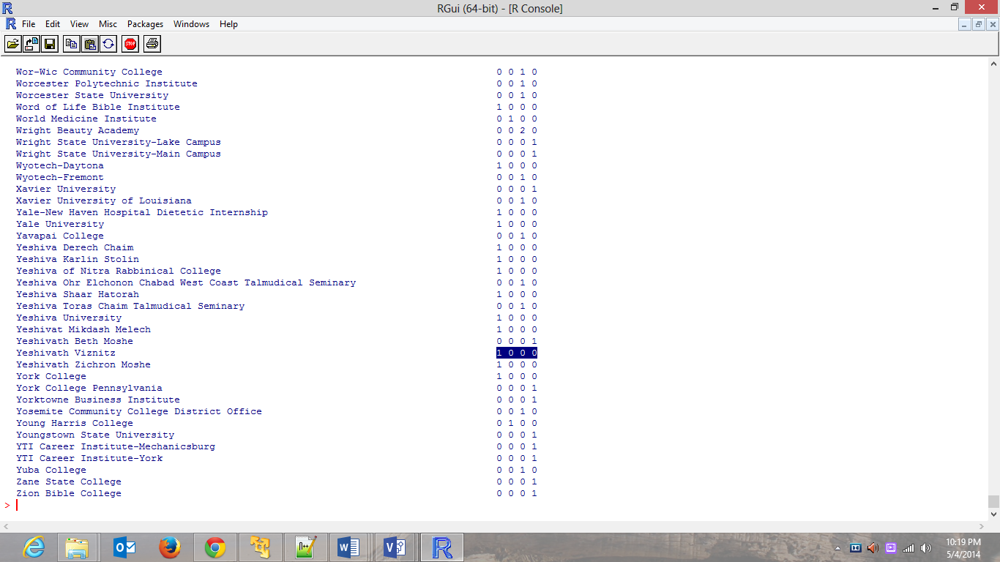 RGui (64-bit) - [R Console]
File Edit View Misc Packages Windows Help
STOP
Wor-Wic Community College 0 0 1 0
Worcester Polytechnic Institute 0 0 1 0
Worcester State University 0 0 1 0
Word of Life Bible Institute 1 0 0 0
World Medicine Institute 0 1 0 0
Wright Beauty Academy 0 0 2 0
Wright State University-Lake Campus 0 0 0 1
Wright State University-Main Campus 0 0 0 1
Wyotech-Daytona 1 0 0 0
Wyotech-Fremont 0 0 1 0
Xavier University 0 0 0 1
Xavier University of Louisiana 0 0 1 0
Yale-New Haven Hospital Dietetic Internship 1 0 0 0
Yale University 1 0 0 0
Yavapai College 0 0 1 0
Yeshiva Derech Chaim 1 0 0 0
Yeshiva Karlin Stolin 1 0 0 0
Yeshiva of Nitra Rabbinical College 1 0 0 0
Yeshiva Ohr Elchonon Chabad West Coast Talmudical Seminary 0 0 1 0
Yeshiva Shaar Hatorah 1 0 0 0
Yeshiva Toras Chaim Talmudical Seminary 0 0 1 0
Yeshiva University 1 0 0 0
Yeshivat Mikdash Melech 1 0 0 0
Yeshivath Beth Moshe 0 0 0 1
Yeshivath Viznitz 1 0 0 0
Yeshivath Zichron Moshe 1 0 0 0
York College 1 0 0 0
York College Pennsylvania 0 0 0 1
Yorktowne Business Institute 0 0 0 1
Yosemite Community College District Office 0 0 1 0
Young Harris College 0 1 0 0
Youngstown State University 0 0 0 1
YTI Career Institute-Mechanicsburg 0 0 0 1
YTI Career Institute-York 0 0 0 1
Yuba College 0 0 1 0
Zane State College 0 0 0 1
Zion Bible College 0 0 0 1
>
10:19 PM
5/4/2014